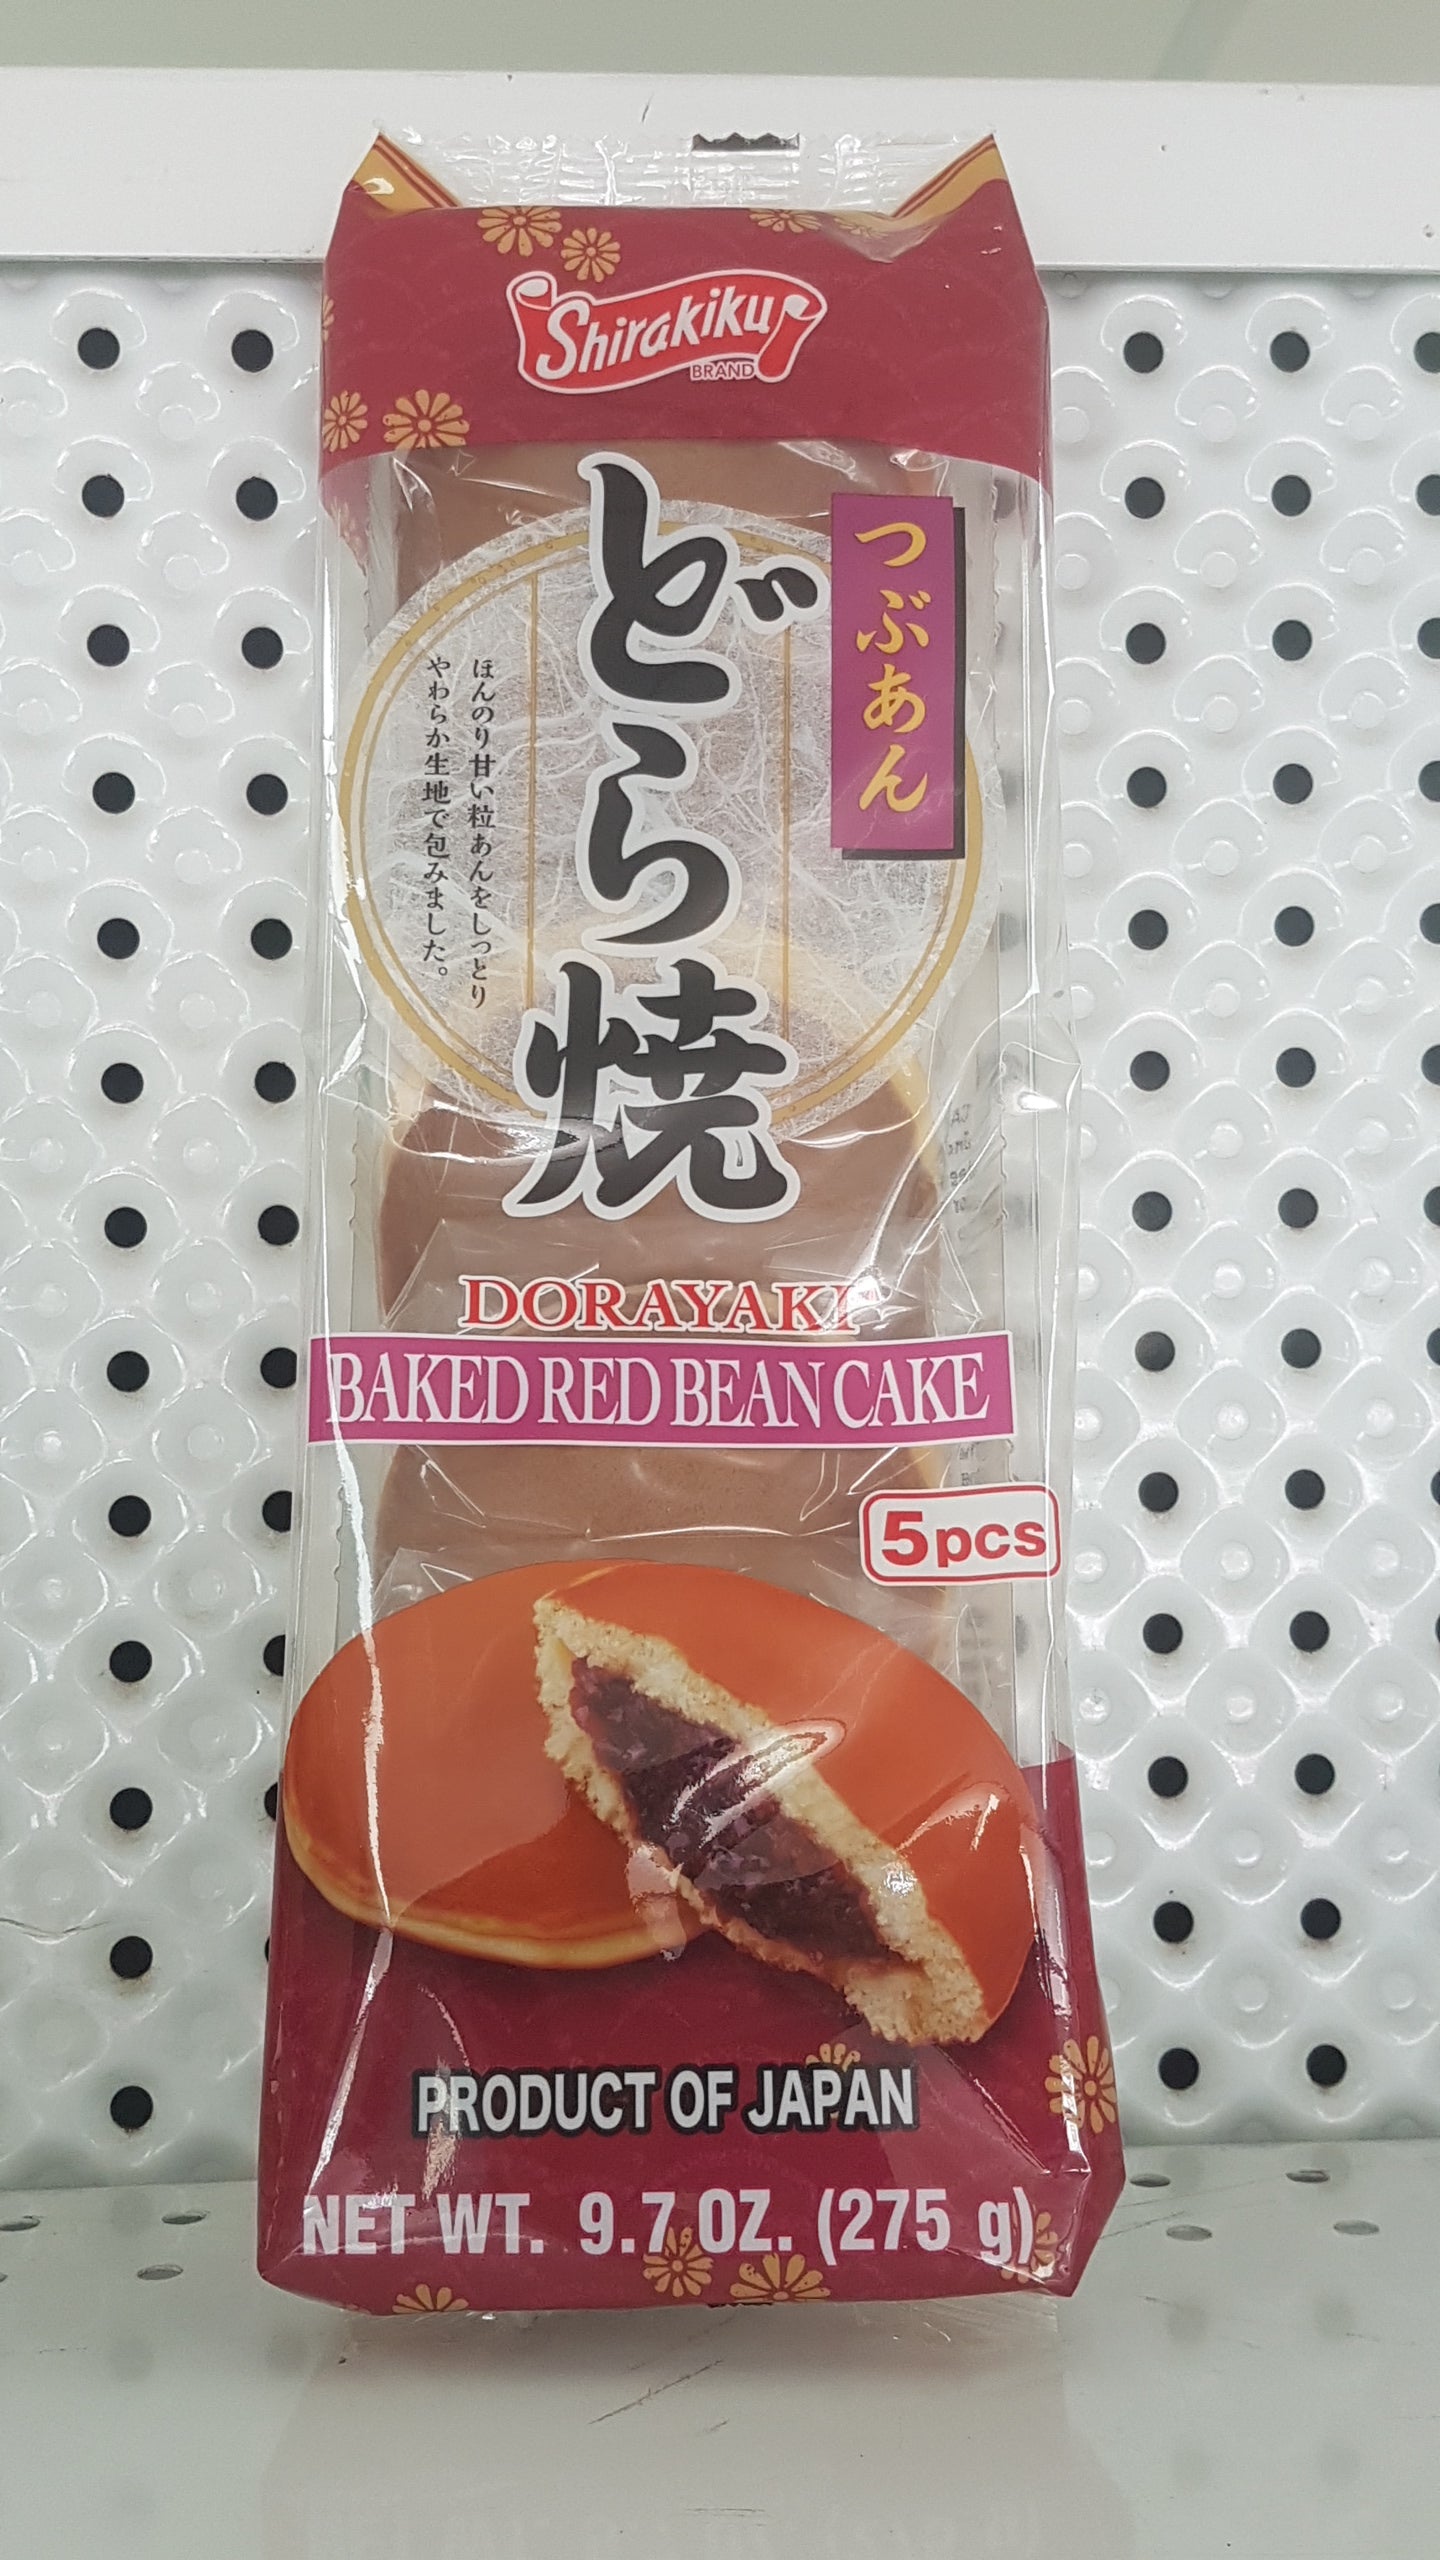 Shirakiku
BRAND
つぶあん
どら焼
ほんのり甘い粒あんをしっとり
やわらか生地で包みました。
DORAYAKI
BAKED RED BEAN CAKE
5pcs
PRODUCT OF JAPAN
NET WT. 9.7 OZ. (275 g)